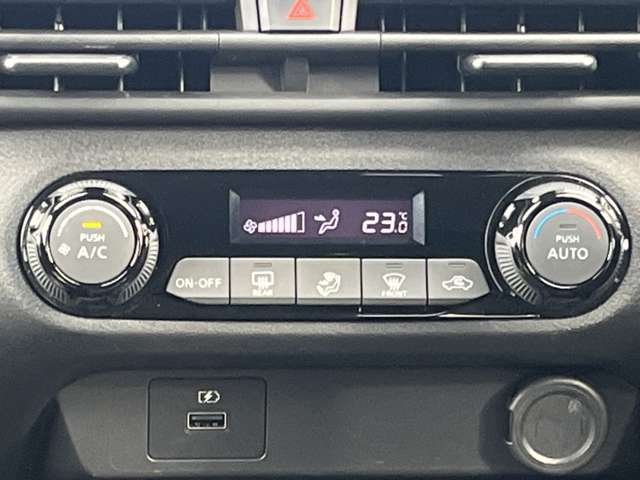 23.0°C
PUSH
A/C
PUSH
AUTO
ON·OFF
REAR
FRONT